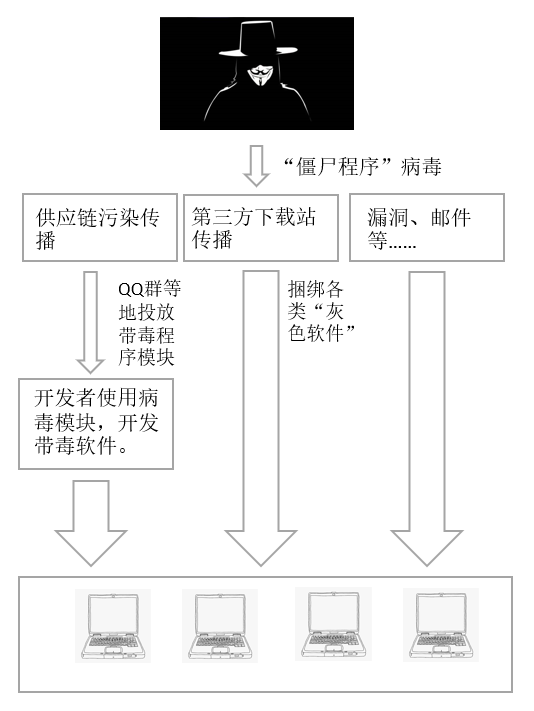 “僵尸程序”病毒
供应链污染传
播
第三方下载站
传播
漏洞、邮件
等……
QQ群等
地投放
带毒程
序模块
捆绑各
类“灰
色软件”
开发者使用病
毒模块，开发
带毒软件。